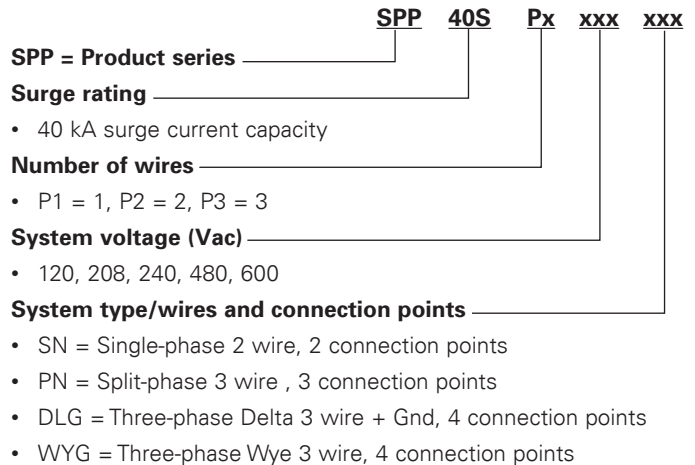 SPP 40S Px xxx xxx
SPP = Product series
Surge rating
• 40 kA surge current capacity
Number of wires
• P1 = 1, P2 = 2, P3 = 3
System voltage (Vac)
• 120, 208, 240, 480, 600
System type/wires and connection points
• SN = Single-phase 2 wire, 2 connection points
• PN = Split-phase 3 wire , 3 connection points
• DLG = Three-phase Delta 3 wire + Gnd, 4 connection points
• WYG = Three-phase Wye 3 wire, 4 connection points